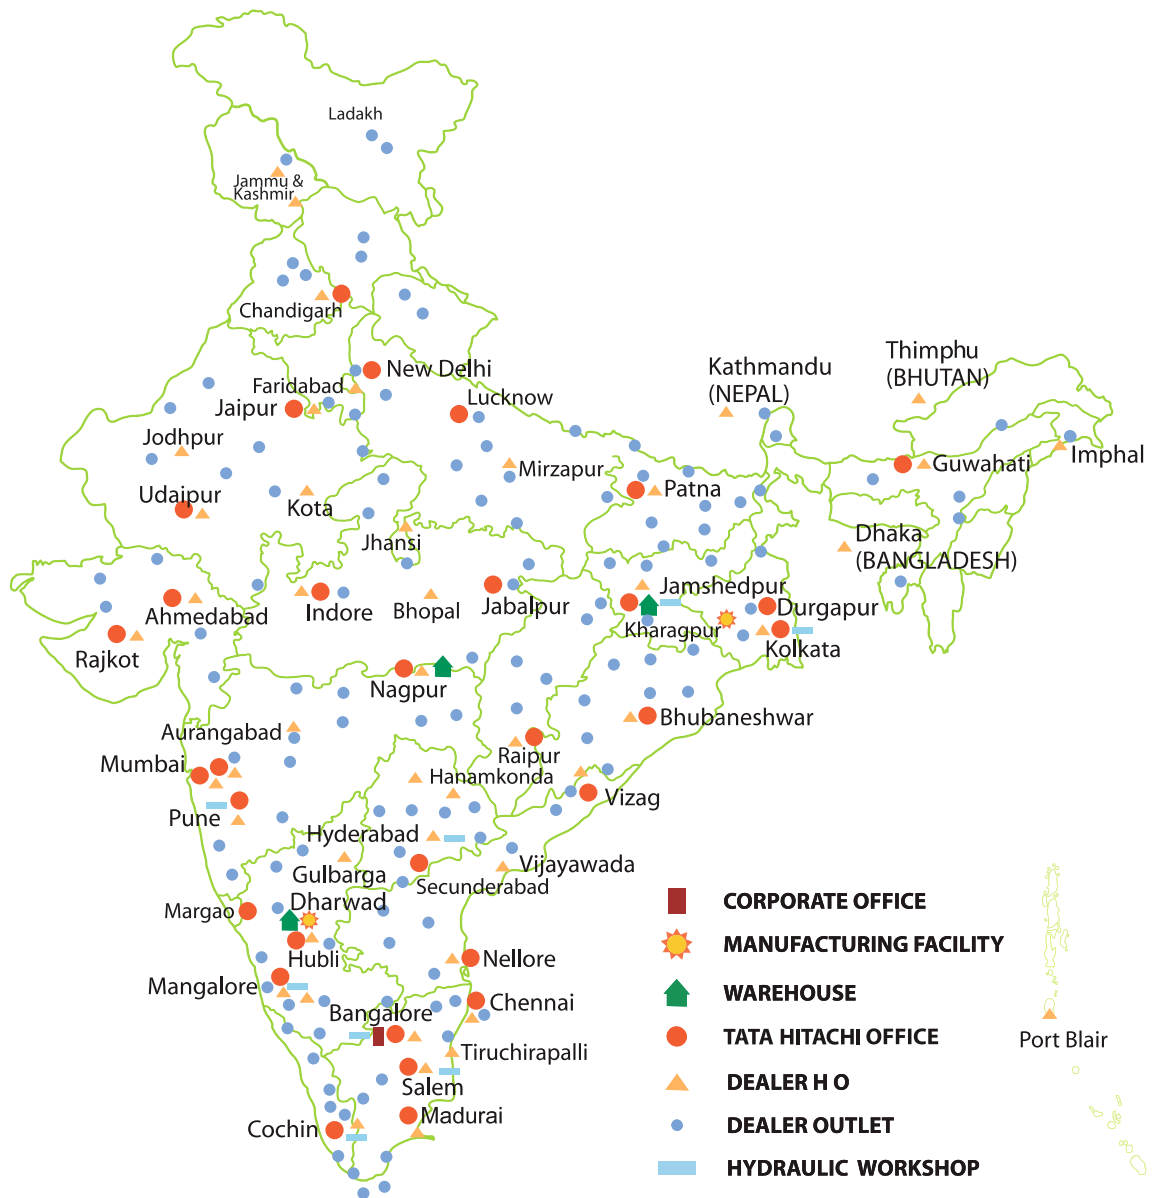 Ladakh
Jammu &
Kashmir
Chandigarh
New Delhi
Faridabad
Jaipur
Lucknow
Kathmandu
(NEPAL)
Thimphu
(BHUTAN)
Jodhpur
Mirzapur
Guwahati
Imphal
Udaipur
Kota
Patna
Jhansi
Dhaka
(BANGLADESH)
Ahmedabad
Indore
Bhopal
Jabalpur
Jamshedpur
Durgapur
Kharagpur
Kolkata
Rajkot
Nagpur
Bhubaneshwar
Aurangabad
Raipur
Mumbai
Hanamkonda
Vizag
Pune
Hyderabad
Gulbarga
Vijayawada
Secunderabad
Dharwad
Margao
Hubli
Nellore
Mangalore
Chennai
Bangalore
Tiruchirapalli
Salem
Madurai
Cochin
CORPORATE OFFICE
MANUFACTURING FACILITY
WAREHOUSE
TATA HITACHI OFFICE
DEALER H O
DEALER OUTLET
HYDRAULIC WORKSHOP
Port Blair